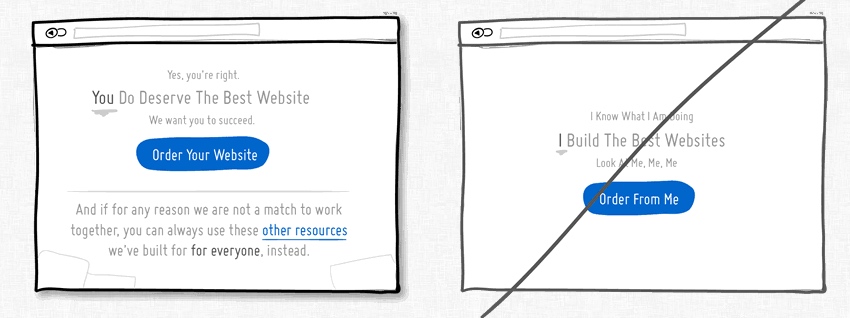 Yes, you're right.
You Do Deserve The Best Website
We want you to succeed.
Order Your Website
And if for any reason we are not a match to work
together, you can always use these other resources
we've built for for everyone, instead.
I Know What I Am Doing
I Build The Best Websites
Look At Me, Me, Me
Order From Me